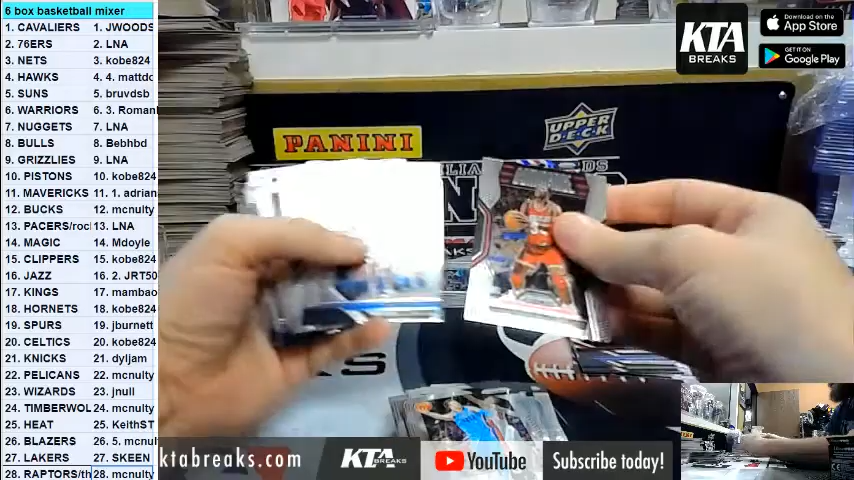 6 box basketball mixer
1. CAVALIERS 1. JWOODS
2. 76ERS 2. LNA
3. NETS 3. kobe824
4. HAWKS 4. 4. mattdo
5. SUNS 5. bruvdsb
6. WARRIORS 6. 3. Roman
7. NUGGETS 7. LNA
8. BULLS 8. Bebhbd
9. GRIZZLIES 9. LNA
10. PISTONS 10. kobe824
11. MAVERICKS 11. 1. adrian
12. BUCKS 12. mcnulty
13. PACERS/rocl 13. LNA
14. MAGIC 14. Mdoyle
15. CLIPPERS 15. kobe824
16. JAZZ 16. 2. JRT50
17. KINGS 17. mambao
18. HORNETS 18. kobe824
19. SPURS 19. jburnett
20. CELTICS 20. kobe824
21. KNICKS 21. dyljam
22. PELICANS 22. mcnulty
23. WIZARDS 23. jnull
24. TIMBERWOL 24. mcnulty
25. HEAT 25. KeithST
26. BLAZERS 26. 5. mcnul
27. LAKERS 27. SKEEN
28. RAPTORS/th 28. mcnulty
KTA
BREAKS
Download on the
App Store
GET IT ON
Google Play
PANINI
UPPER
DECK
ktabreaks.com
KTA
BREAKS
YouTube
Subscribe today!